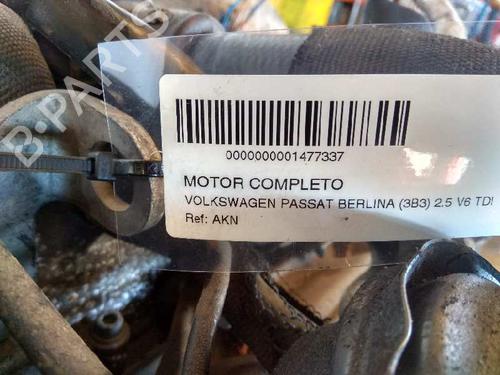 B-PARTS
0000000001477337
MOTOR COMPLETO
VOLKSWAGEN PASSAT BERLINA (3B3) 2.5 V6 TDI
Ref: AKN